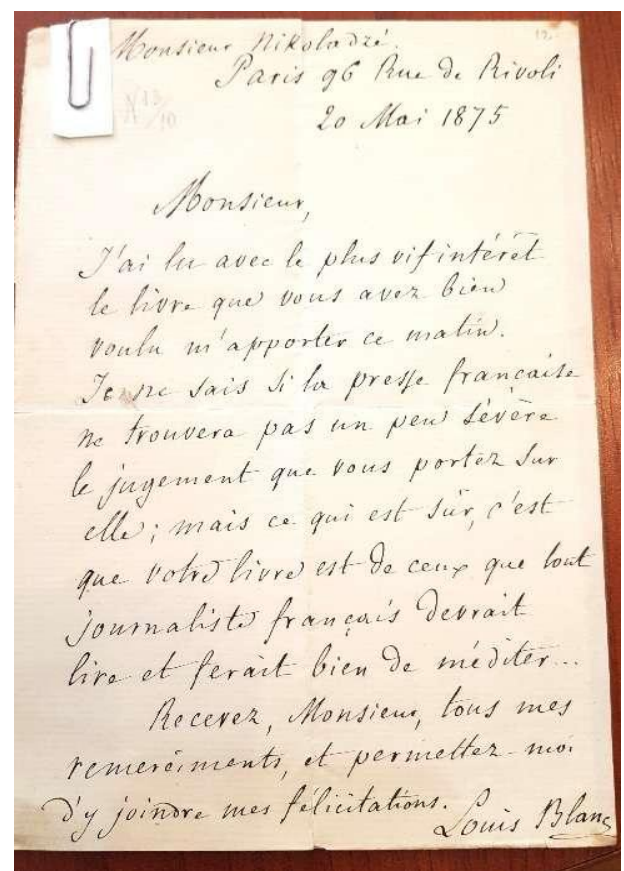 Monsieur Nikoladzé.
Paris 96 Rue de Rivoli
20 Mai 1875
Monsieur,
J'ai lu avec le plus vif intérêt
le livre que vous avez bien
voulu m'apporter ce matin.
Je ne sais si la presse française
ne trouvera pas un peu sévère
le jugement que vous portez sur
elle; mais ce qui est sûr, c'est
que votre livre est de ceux que tout
journaliste français devrait
lire et ferait bien de méditer...
Recevez, Monsieur, tous mes
remerciments, et permettez-moi
d'y joindre mes félicitations.
Louis Blanc